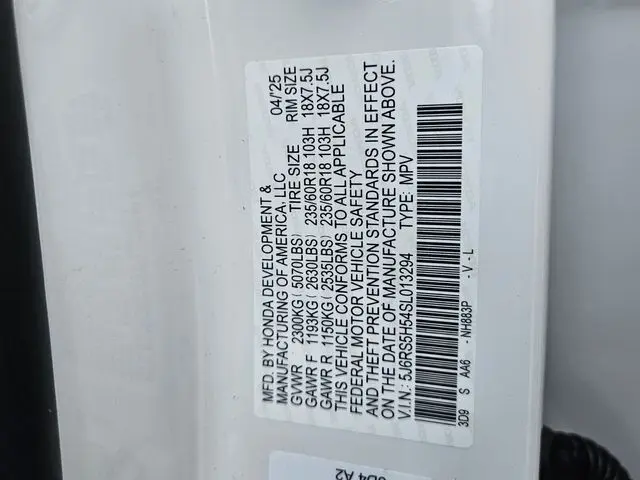 MFD. BY HONDA DEVELOPMENT &
MANUFACTURING OF AMERICA, LLC 04/'25
GVWR 2300KG(5070LBS) TIRE SIZE RIM SIZE
GAWR F 1193KG(2630LBS) 235/60R18 103H 18X7.5J
GAWR R 1150KG(2535LBS) 235/60R18 103H 18X7.5J
THIS VEHICLE CONFORMS TO ALL APPLICABLE
FEDERAL MOTOR VEHICLE SAFETY
AND THEFT PREVENTION STANDARDS IN EFFECT
ON THE DATE OF MANUFACTURE SHOWN ABOVE.
V.I.N.: 5J6RS5H54SL013294 TYPE: MPV
3D9 S AA6 -NH883P -V-L